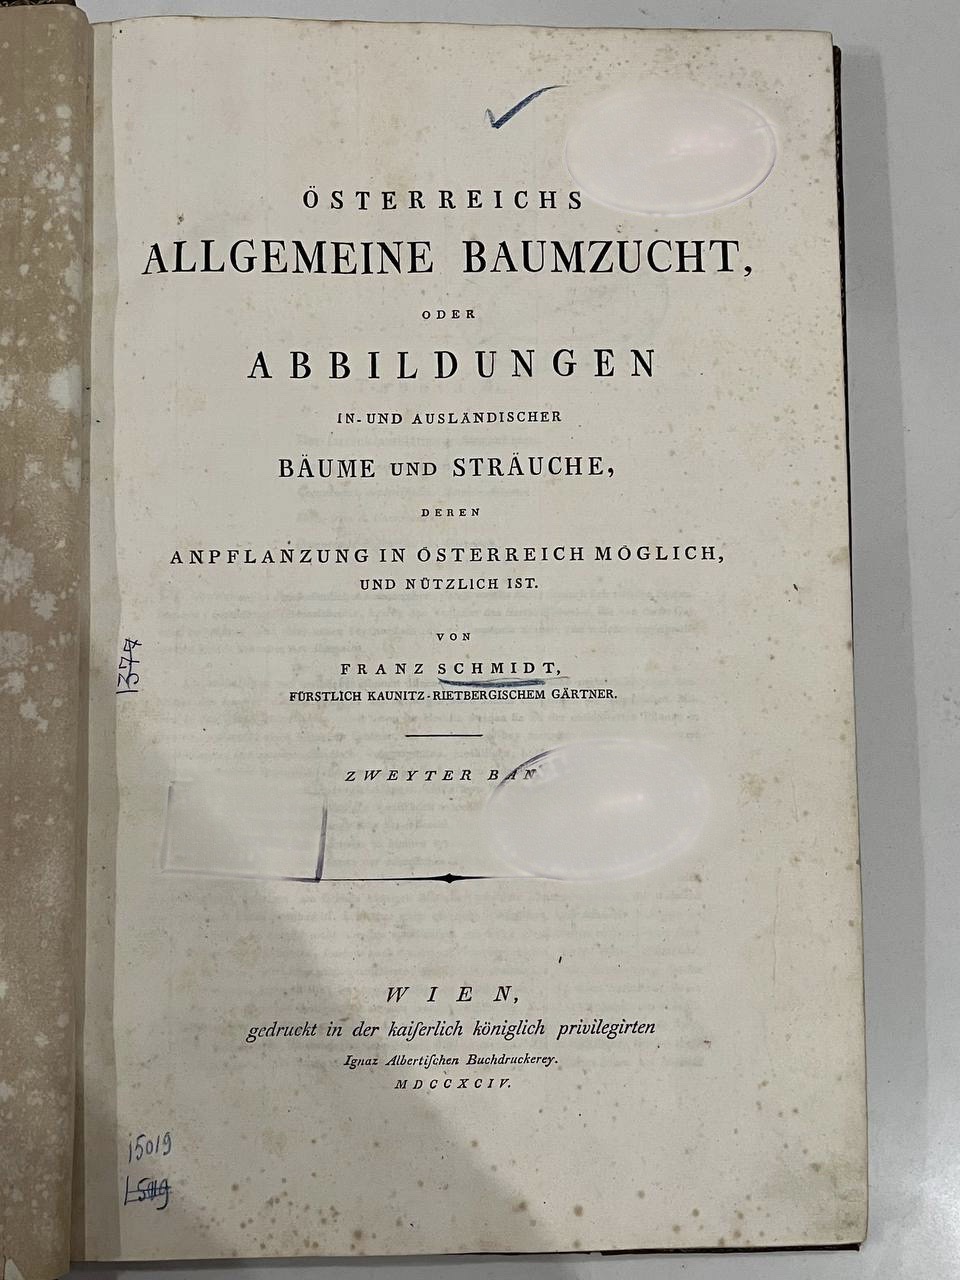 ÖSTERREICHS
ALLGEMEINE BAUMZUCHT,
ODER
ABBILDUNGEN
IN- UND AUSLÄNDISCHER
BÄUME UND STRÄUCHE,
DEREN
ANPFLANZUNG IN ÖSTERREICH MÖGLICH,
UND NÜTZLICH IST.
VON
FRANZ SCHMIDT,
FÜRSTLICH KAUNITZ-RIETBERGISCHEM GÄRTNER.
ZWEYTER BAN
WIEN,
gedruckt in der kaiſerlich königlich privilegirten
Ignaz Albertiſchen Buchdruckerey.
MDCCXCIV.
15019